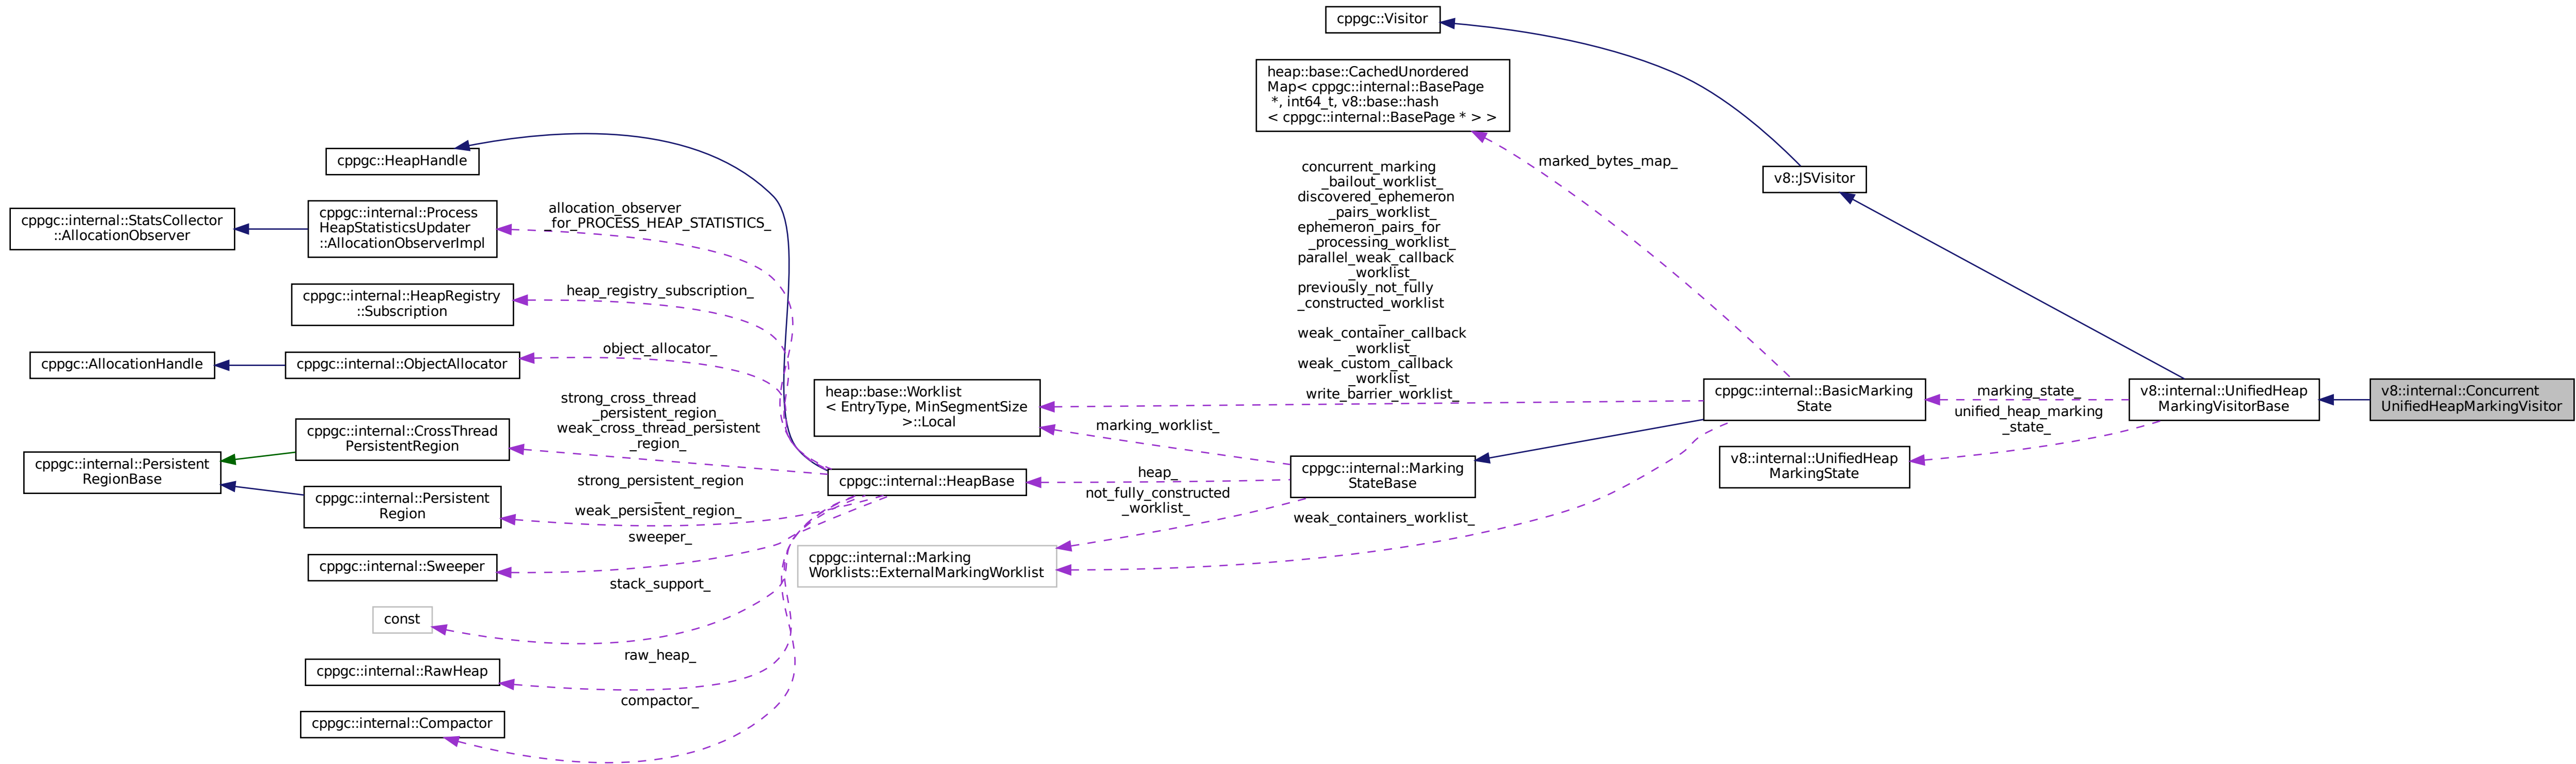 cppgc::Visitor
heap::base::CachedUnordered
Map< cppgc::internal::BasePage
*, int64_t, v8::base::hash
< cppgc::internal::BasePage * > >
marked_bytes_map_
v8::JSVisitor
cppgc::HeapHandle
cppgc::internal::StatsCollector
::AllocationObserver
cppgc::internal::Process
HeapStatisticsUpdater
::AllocationObserverImpl
allocation_observer
_for_PROCESS_HEAP_STATISTICS_
cppgc::internal::HeapRegistry
::Subscription
heap_registry_subscription_
cppgc::AllocationHandle
cppgc::internal::ObjectAllocator
object_allocator_
cppgc::internal::Persistent
RegionBase
cppgc::internal::CrossThread
PersistentRegion
strong_cross_thread
_persistent_region_
weak_cross_thread_persistent
_region_
cppgc::internal::Persistent
Region
strong_persistent_region
_
weak_persistent_region_
cppgc::internal::Sweeper
sweeper_
const
stack_support_
cppgc::internal::RawHeap
raw_heap_
cppgc::internal::Compactor
compactor_
cppgc::internal::HeapBase
heap::base::Worklist
< EntryType, MinSegmentSize
>::Local
cppgc::internal::Marking
Worklists::ExternalMarkingWorklist
concurrent_marking
_bailout_worklist_
discovered_ephemeron
_pairs_worklist_
ephemeron_pairs_for
_processing_worklist_
parallel_weak_callback
_worklist_
previously_not_fully
_constructed_worklist
_
weak_container_callback
_worklist_
weak_custom_callback
_worklist_
write_barrier_worklist_
marking_worklist_
heap_
not_fully_constructed
_worklist_
weak_containers_worklist_
cppgc::internal::Marking
StateBase
cppgc::internal::BasicMarking
State
v8::internal::UnifiedHeap
MarkingState
marking_state_
unified_heap_marking
_state_
v8::internal::UnifiedHeap
MarkingVisitorBase
v8::internal::Concurrent
UnifiedHeapMarkingVisitor